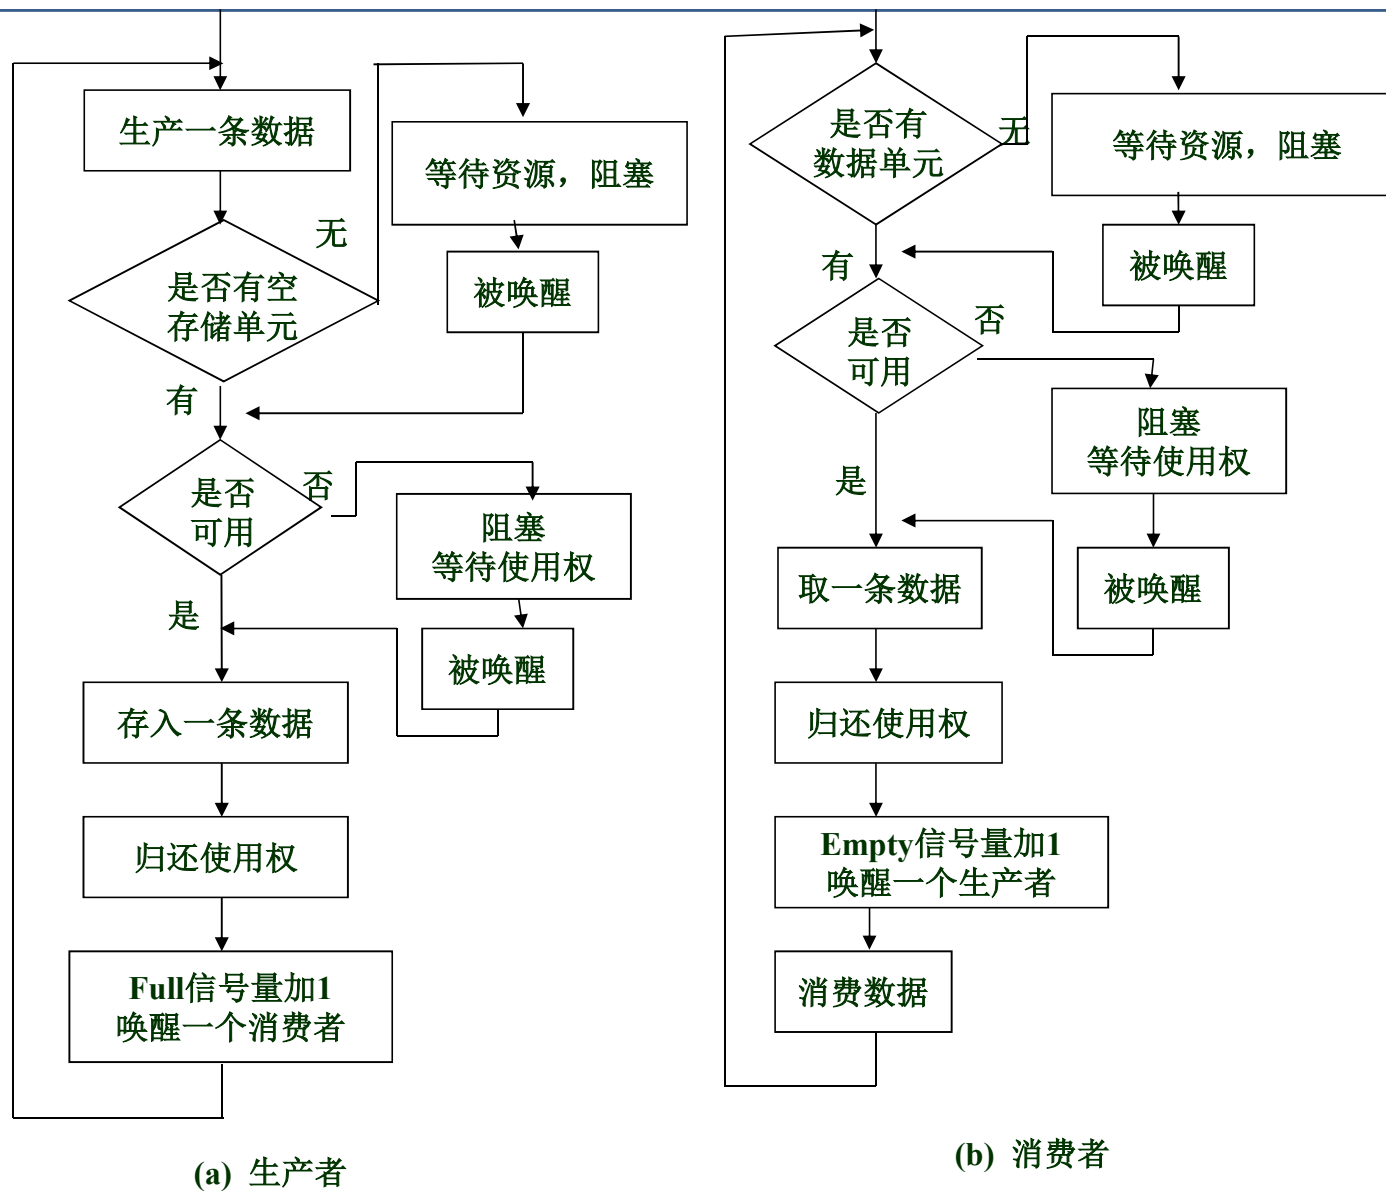 生产一条数据
无
等待资源，阻塞
是否有空
存储单元
被唤醒
有
是否
可用
否
阻塞
等待使用权
是
被唤醒
存入一条数据
归还使用权
Full信号量加1
唤醒一个消费者
(a) 生产者
是否有
数据单元
无
等待资源，阻塞
有
被唤醒
是否
可用
否
阻塞
等待使用权
是
取一条数据
被唤醒
归还使用权
Empty信号量加1
唤醒一个生产者
消费数据
(b) 消费者